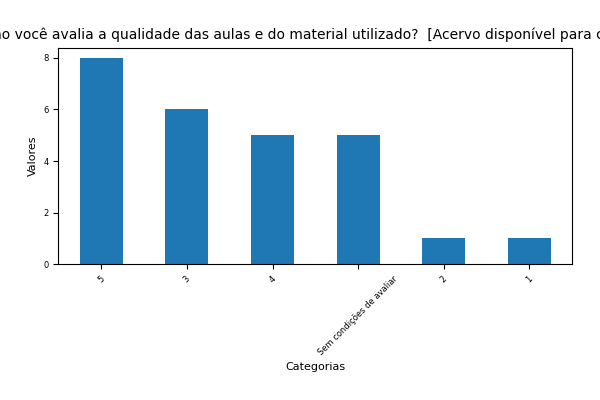 o você avalia a qualidade das aulas e do material utilizado?  [Acervo disponível para
8
6
4
2
0
Valores
5
3
4
Sem condições de avaliar
2
1
Categorias